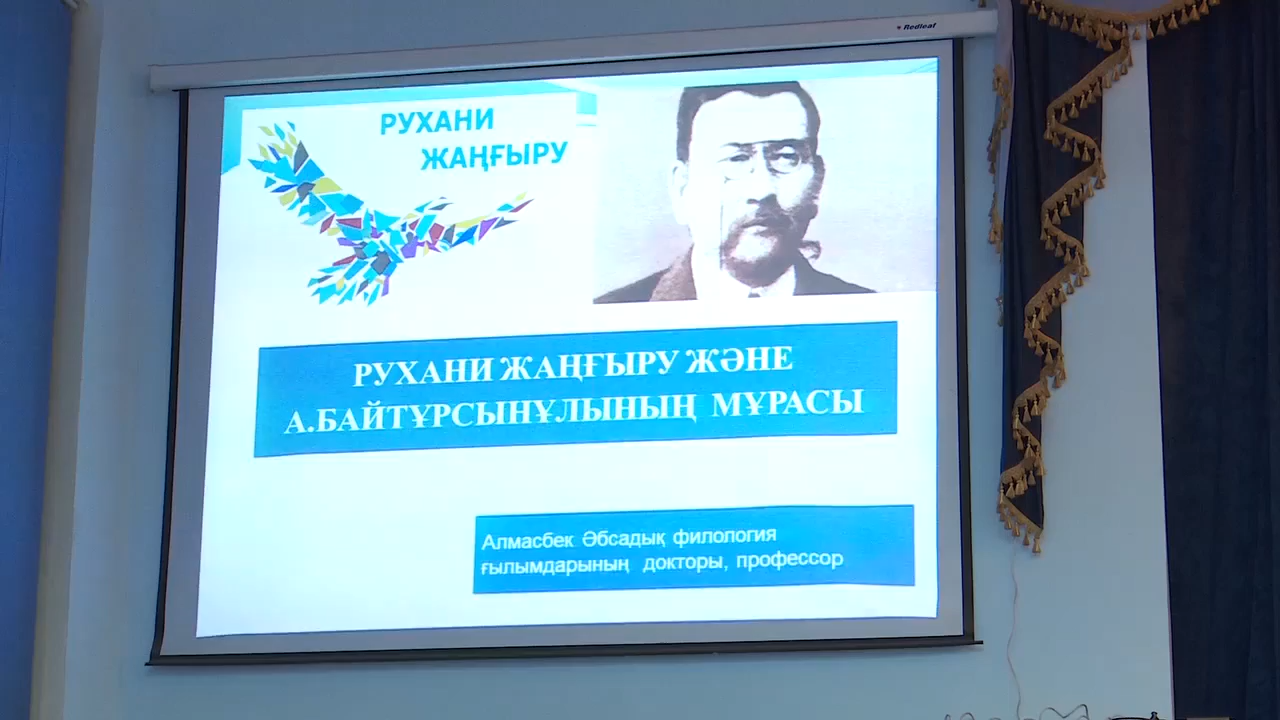 Redleaf
РУХАНИ
ЖАҢҒЫРУ
РУХАНИ ЖАҢҒЫРУ ЖӘНЕ
А.БАЙТҰРСЫНҰЛЫНЫҢ МҰРАСЫ
Алмасбек Әбсадық филология
ғылымдарының докторы, профессор